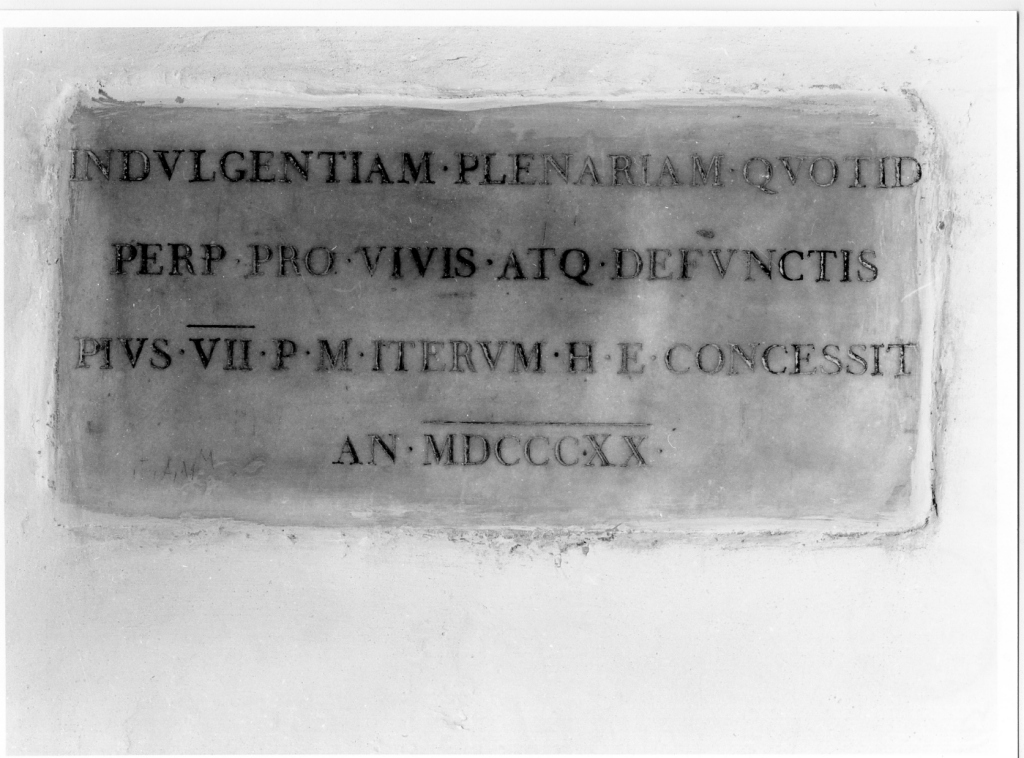 INDVLGENTIAM·PLENARIAM·QVOTID
PERP·PRO·VIVIS·ATQ·DEFVNCTIS
PIVS·VII·P·M·ITERVM·H·E·CONCESSIT
AN·MDCCCXX·